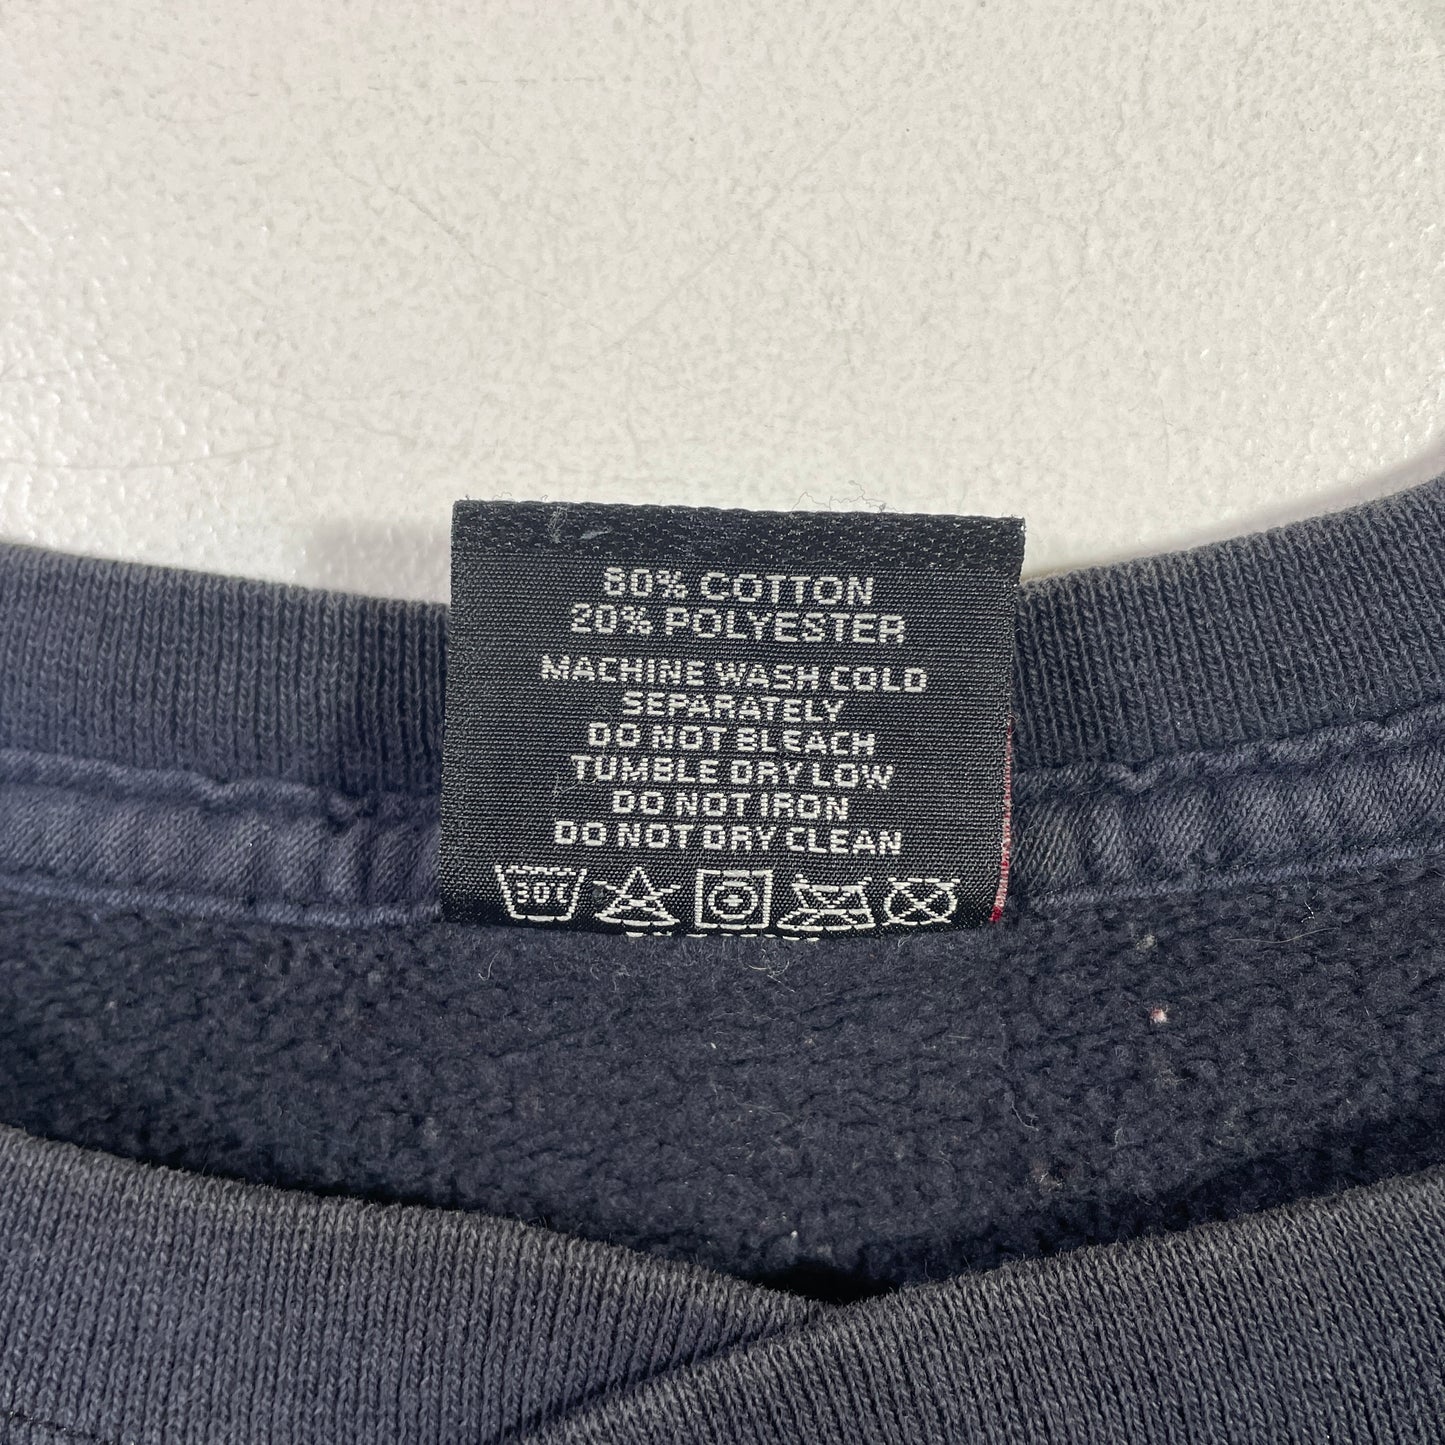 80% COTTON
20% POLYESTER
MACHINE WASH COLD
SEPARATELY
DO NOT BLEACH
TUMBLE DRY LOW
DO NOT IRON
DO NOT DRY CLEAN
30℃